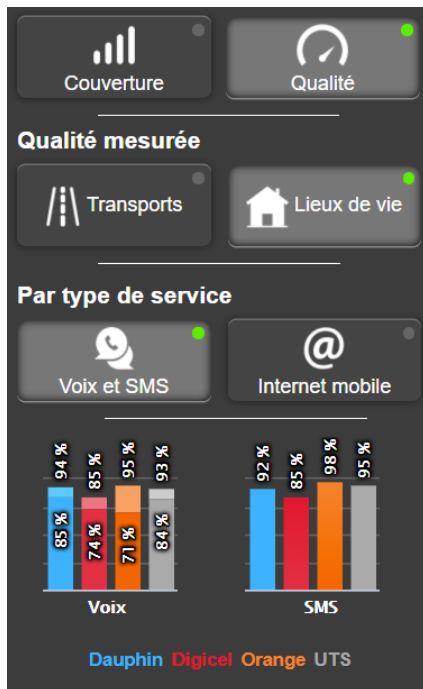 Couverture
Qualité
Qualité mesurée
Transports
Lieux de vie
Par type de service
Voix et SMS
@
Internet mobile
94 %
85 %
95 %
93 %
92 %
85 %
98 %
95 %
85 %
74 %
71 %
84 %
Voix
SMS
Dauphin Digicel Orange UTS